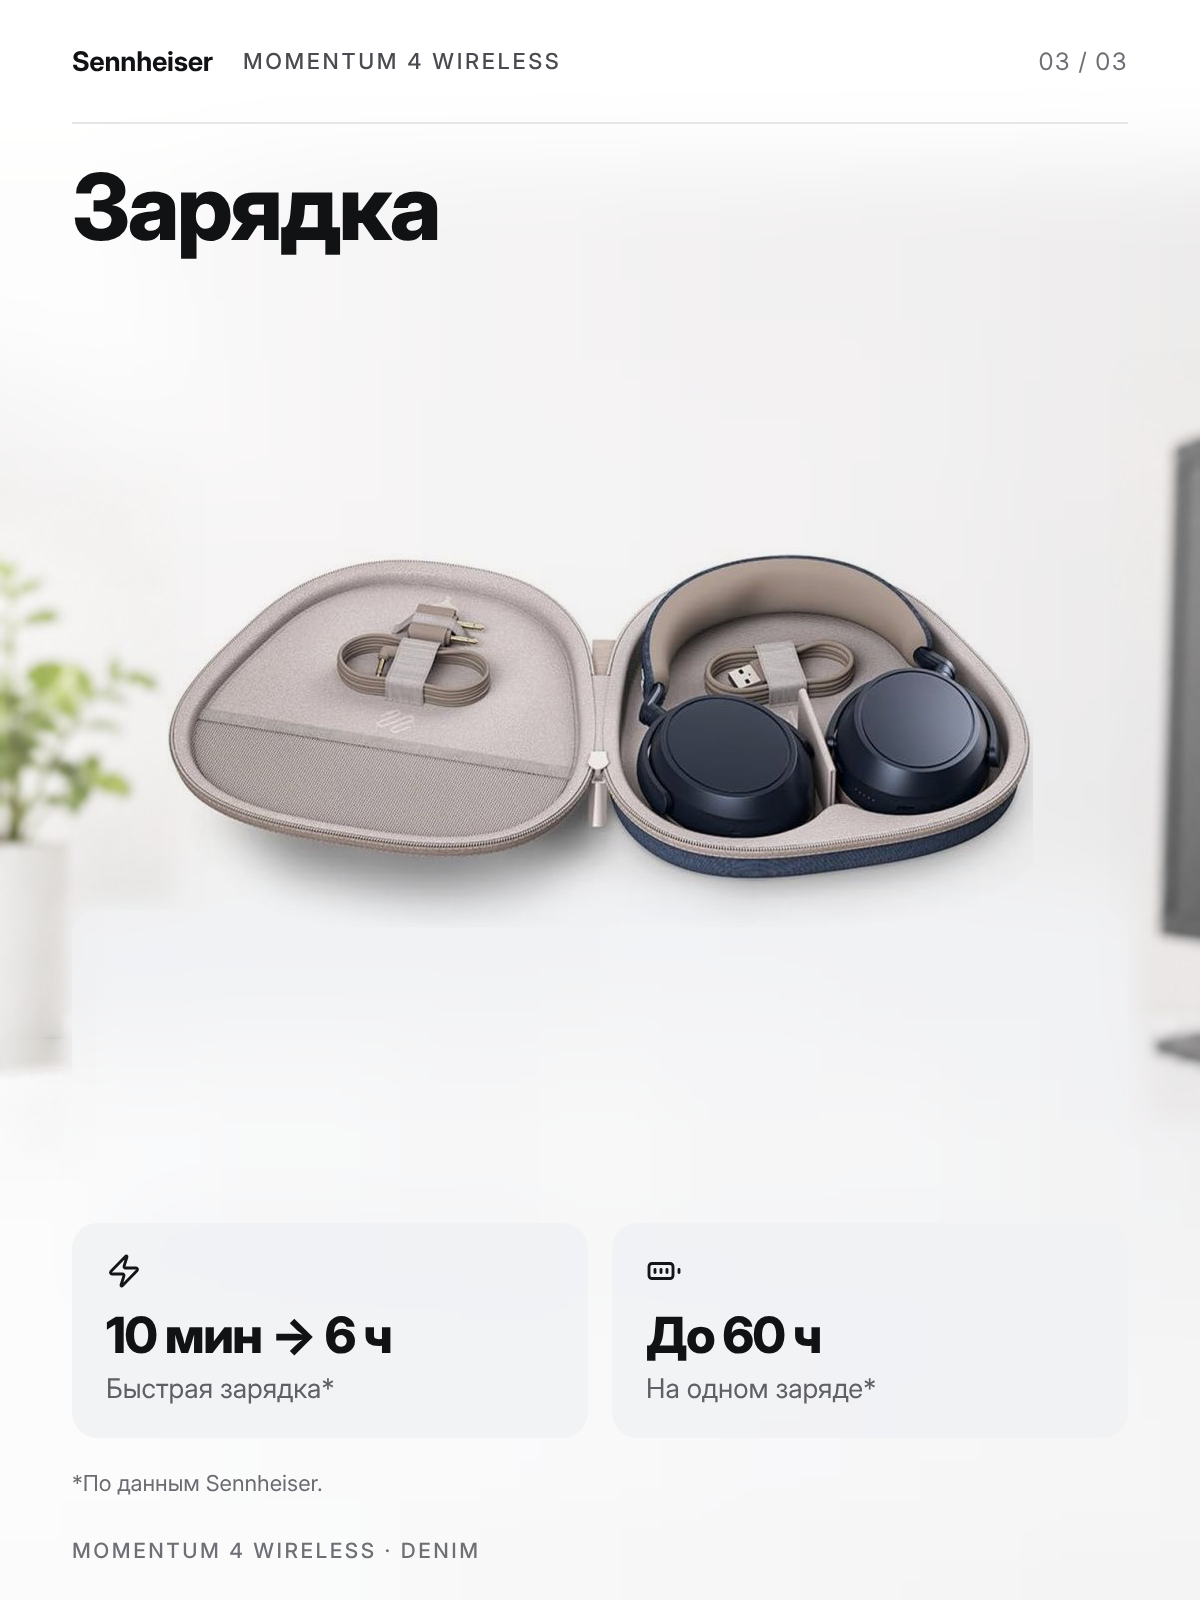 Sennheiser MOMENTUM 4 WIRELESS 03 / 03
Зарядка
10 мин → 6 ч
Быстрая зарядка*
До 60 ч
На одном заряде*
*По данным Sennheiser.
MOMENTUM 4 WIRELESS · DENIM